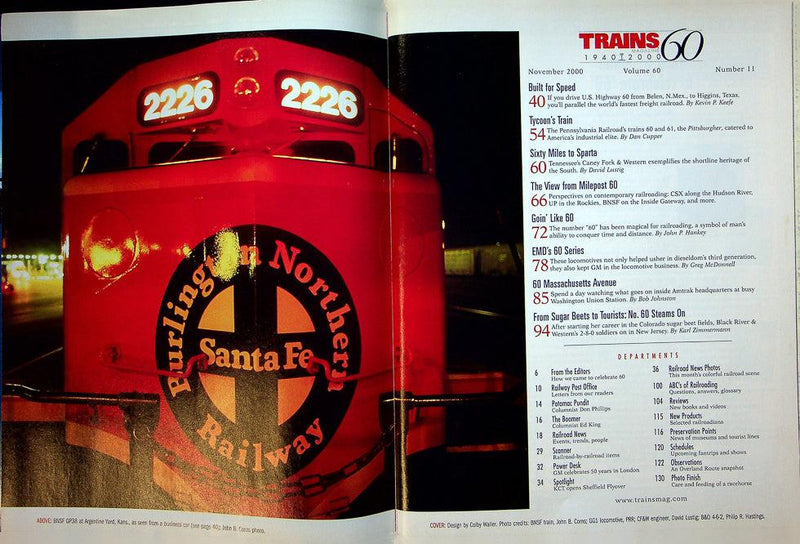 2226
2226
Burlington Northern
Santa Fe
Railway
ABOVE: BNSF GP38 at Argentine Yard, Kans., as seen from a business car (see page 40); John B. Corns photo.
TRAINS 60
MAGAZINE
1940 T 2000
November 2000 Volume 60 Number 11
Built for Speed
40 If you drive U.S. Highway 60 from Belen, N.Mex., to Higgins, Texas,
you'll parallel the world's fastest freight railroad. By Kevin P. Keefe
Tycoon's Train
54 The Pennsylvania Railroad's trains 60 and 61, the Pittsburgher, catered to
America's industrial elite. By Dan Cupper
Sixty Miles to Sparta
60 Tennessee's Caney Fork & Western exemplifies the shortline heritage of
the South. By David Lustig
The View from Milepost 60
66 Perspectives on contemporary railroading: CSX along the Hudson River,
UP in the Rockies, BNSF on the Inside Gateway, and more.
Goin' Like 60
72 The number "60" has been magical for railroading, a symbol of man's
ability to conquer time and distance. By John P. Hankey
EMD's 60 Series
78 These locomotives not only helped usher in dieseldom's third generation,
they also kept GM in the locomotive business. By Greg McDonnell
60 Massachusetts Avenue
85 Spend a day watching what goes on inside Amtrak headquarters at busy
Washington Union Station. By Bob Johnston
From Sugar Beets to Tourists: No. 60 Steams On
94 After starting her career in the Colorado sugar beet fields, Black River &
Western's 2-8-0 soldiers on in New Jersey. By Karl Zimmermann
DEPARTMENTS
6 From the Editors
How we came to celebrate 60
10 Railway Post Office
Letters from our readers
14 Potomac Pundit
Columnist Don Phillips
16 The Boomer
Columnist Ed King
18 Railroad News
Events, trends, people
29 Scanner
Railroad-by-railroad items
32 Power Desk
GM celebrates 50 years in London
34 Spotlight
KCT opens Sheffield Flyover
36 Railroad News Photos
This month's colorful railroad scene
100 ABC's of Railroading
Questions, answers, glossary
104 Reviews
New books and videos
115 New Products
Selected railroadiana
116 Preservation Points
News of museums and tourist lines
120 Schedules
Upcoming fantrips and shows
122 Observations
An Overland Route snapshot
130 Photo Finish
Care and feeding of a racehorse
www.trainsmag.com
COVER: Design by Colby Waller. Photo credits: BNSF train, John B. Corns; GG1 locomotive, PRR; CF&W engineer, David Lustig; B&O 4-6-2, Philip R. Hastings.